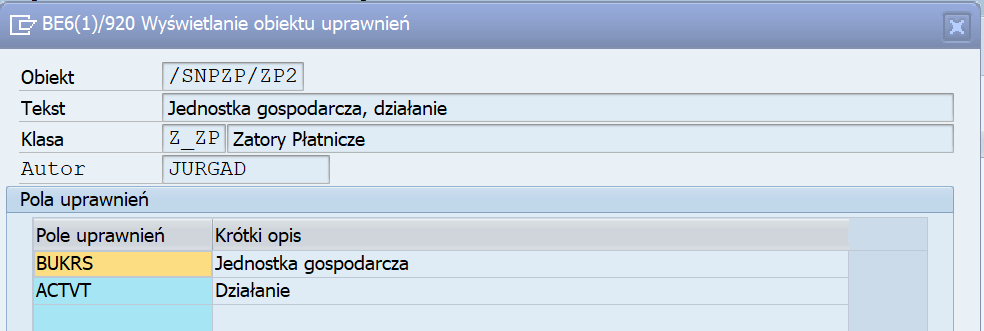 BE6(1)/920 Wyświetlanie obiektu uprawnień
Obiekt /SNPZP/ZP2
Tekst Jednostka gospodarcza, działanie
Klasa Z_ZP Zatory Płatnicze
Autor JURGAD
Pola uprawnień
Pole uprawnień Krótki opis
BUKRS Jednostka gospodarcza
ACTVT Działanie